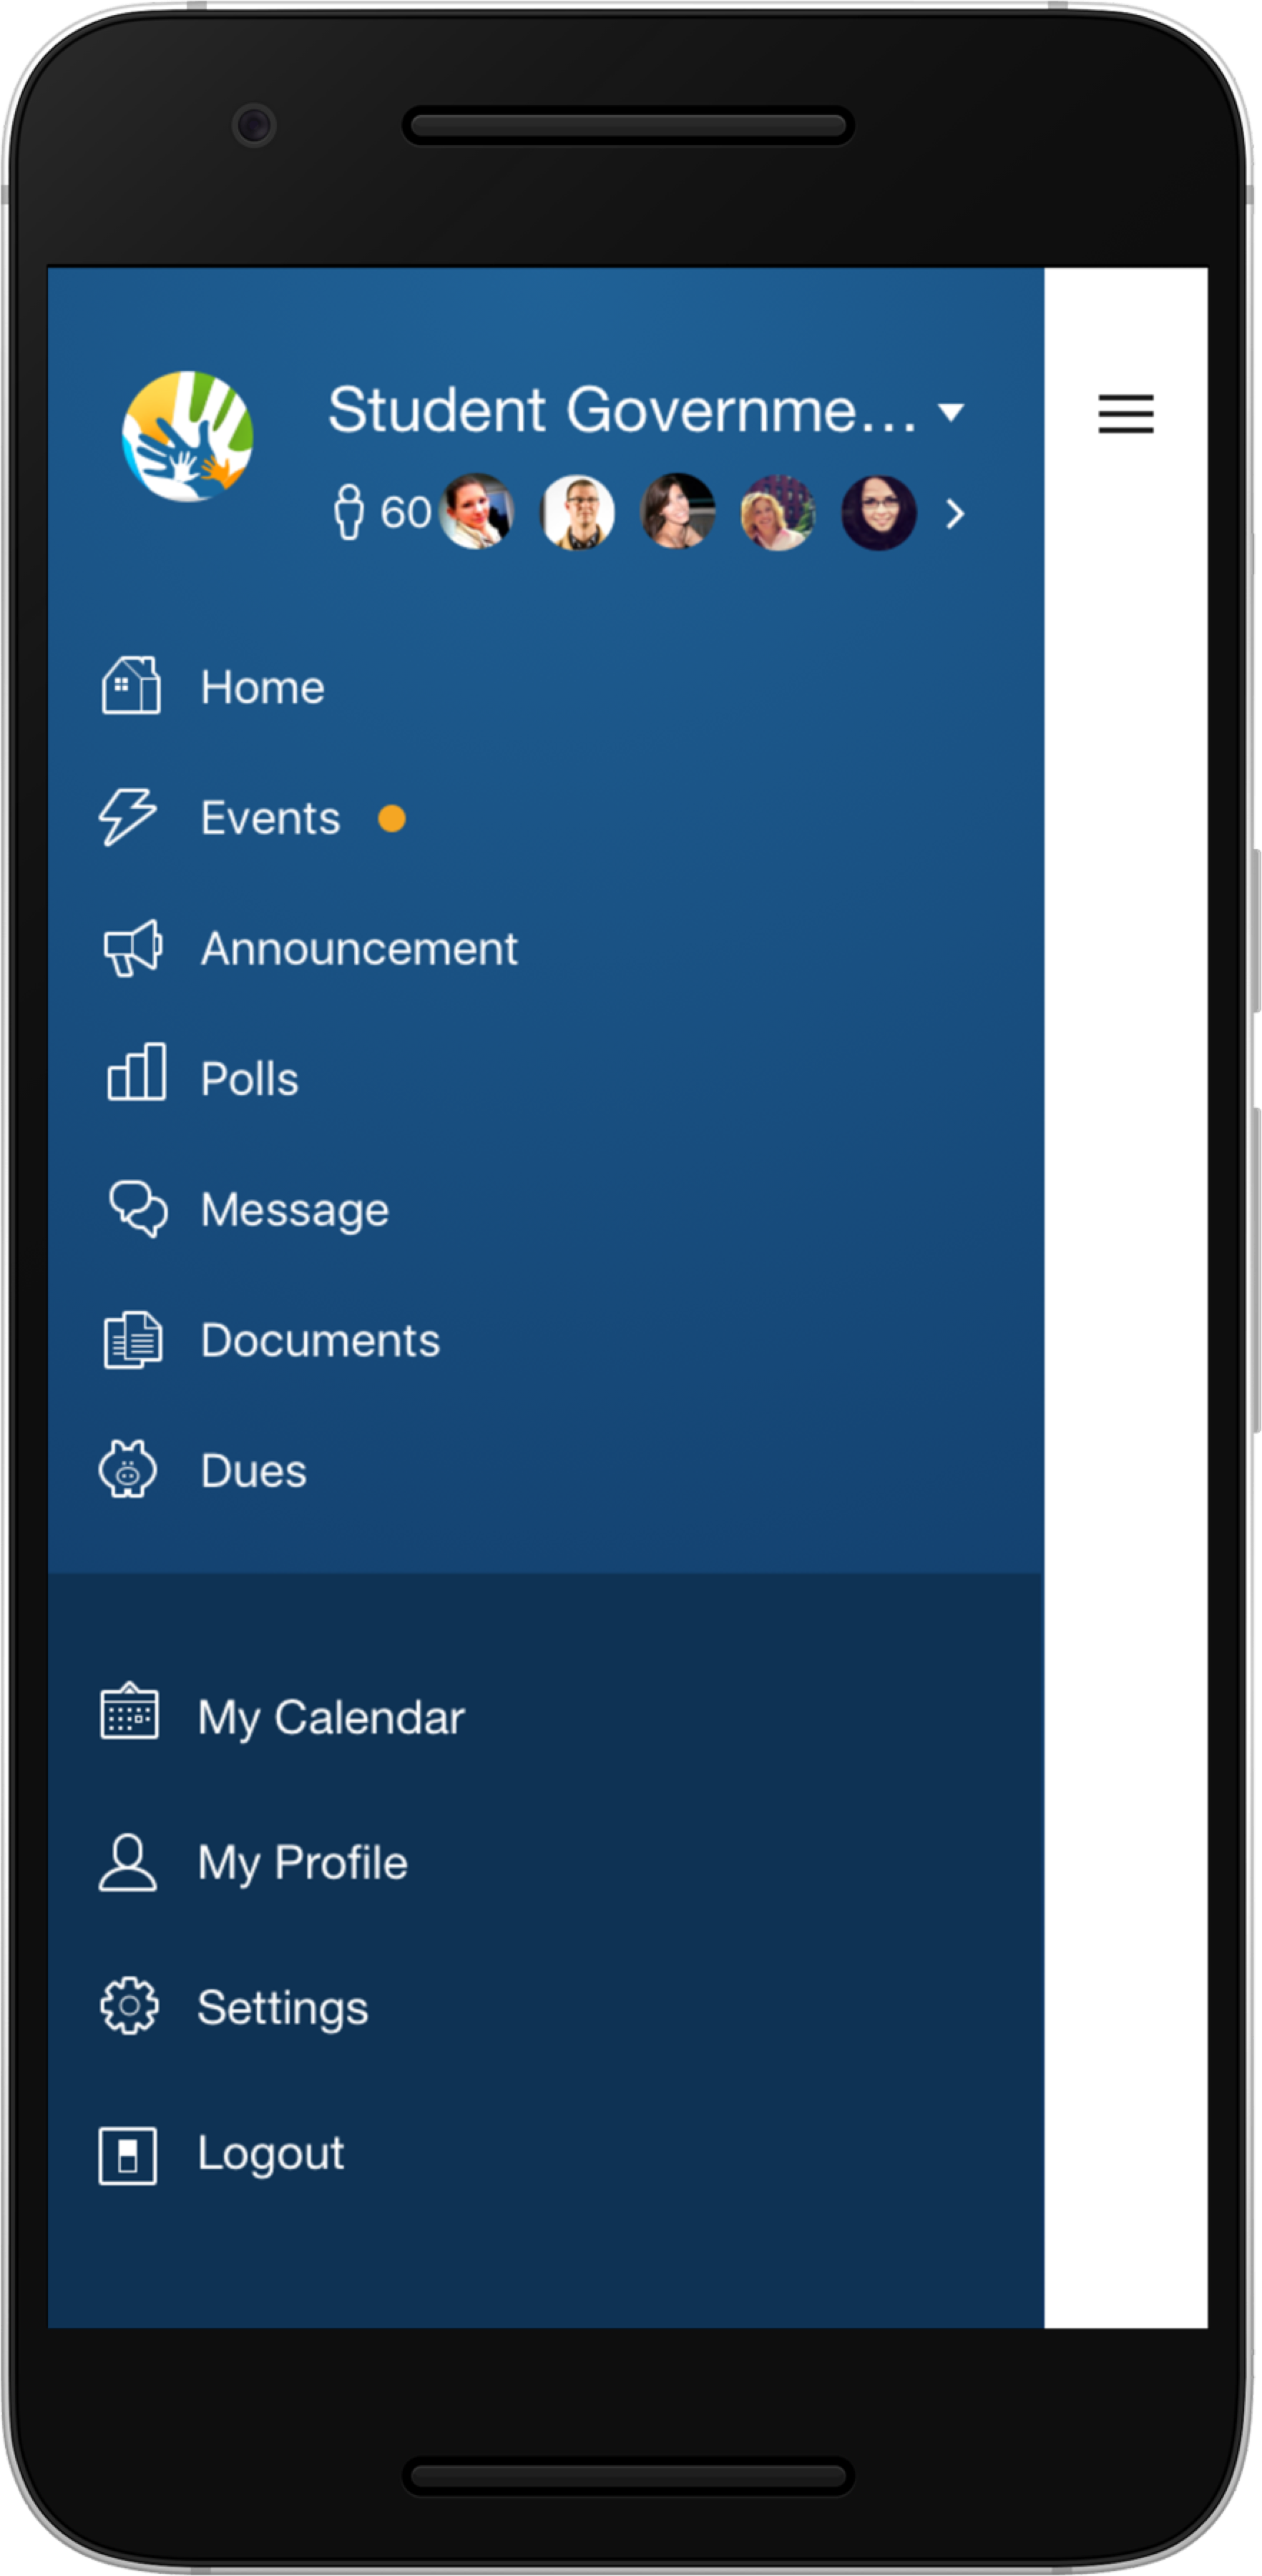 Student Governme...
60
Home
Events
Announcement
Polls
Message
Documents
Dues
My Calendar
My Profile
Settings
Logout